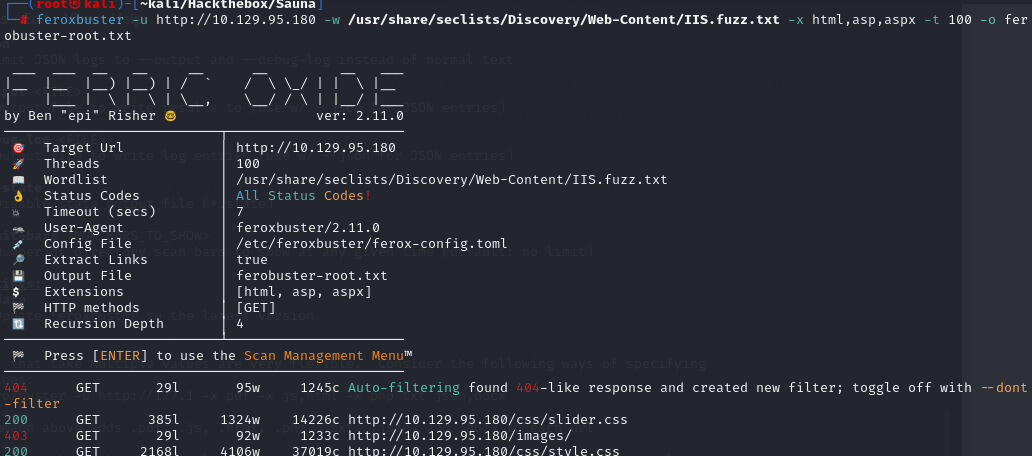 (root㉿kali)-[~kali/Hackthebox/Sauna]
# feroxbuster -u http://10.129.95.180 -w /usr/share/seclists/Discovery/Web-Content/IIS.fuzz.txt -x html,asp,aspx -t 100 -o fer
obuster-root.txt
FERRIC OXIDE
by Ben "epi" Risher 🤓 ver: 2.11.0
🎯 Target Url │ http://10.129.95.180
🚀 Threads │ 100
📖 Wordlist │ /usr/share/seclists/Discovery/Web-Content/IIS.fuzz.txt
👌 Status Codes │ All Status Codes!
💥 Timeout (secs) │ 7
🦡 User-Agent │ feroxbuster/2.11.0
💉 Config File │ /etc/feroxbuster/ferox-config.toml
🔎 Extract Links │ true
💾 Output File │ ferobuster-root.txt
💲 Extensions │ [html, asp, aspx]
🏁 HTTP methods │ [GET]
🔃 Recursion Depth │ 4
🏁 Press [ENTER] to use the Scan Management Menu™
404 GET 29l 95w 1245c Auto-filtering found 404-like response and created new filter; toggle off with --dont
-filter
200 GET 385l 1324w 14226c http://10.129.95.180/css/slider.css
403 GET 29l 92w 1233c http://10.129.95.180/images/
200 GET 2168l 4106w 37019c http://10.129.95.180/css/style.css